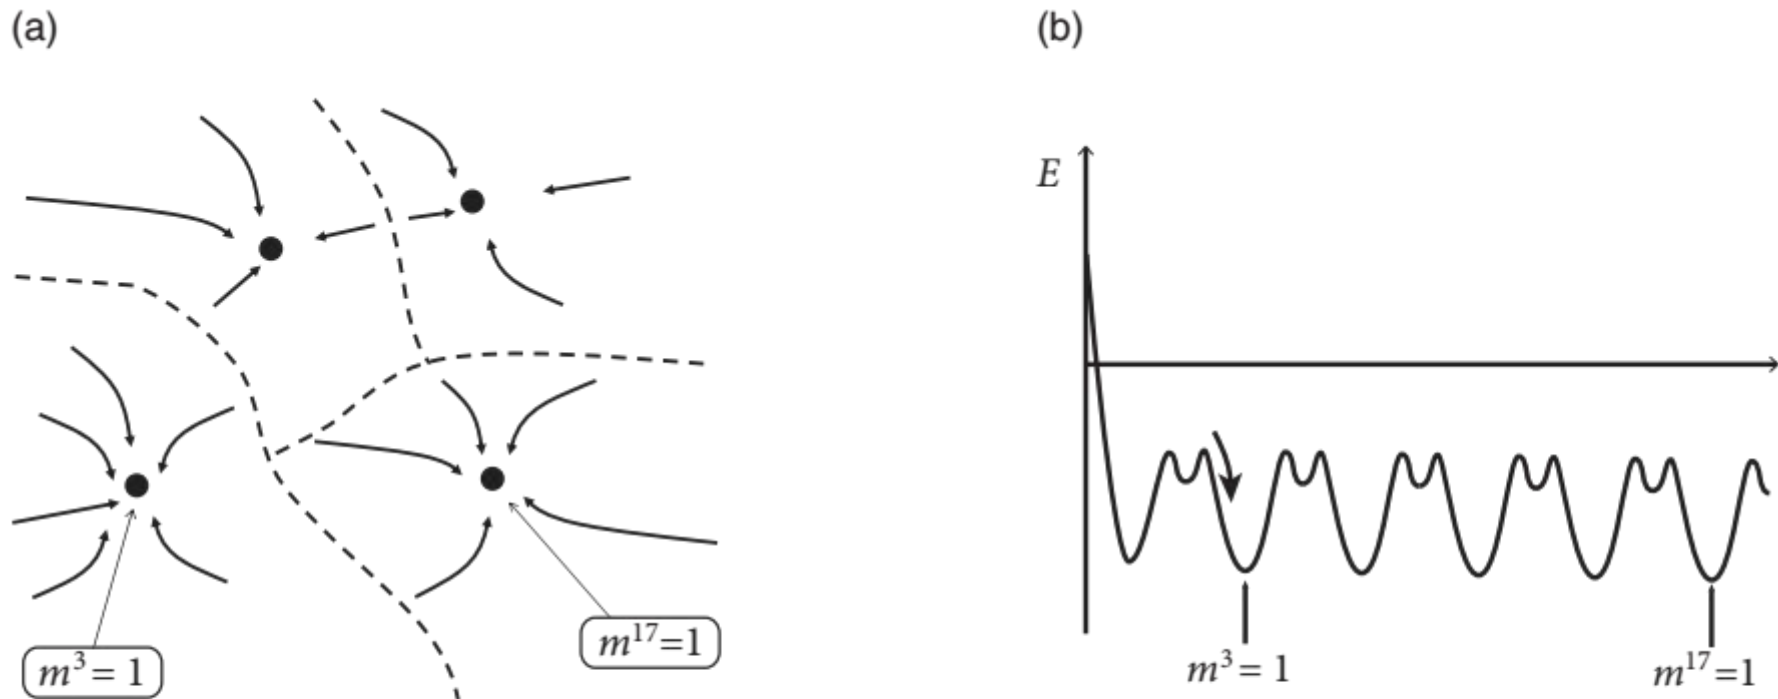 (a)
m³ = 1
m¹⁷=1
(b)
E
m³ = 1
m¹⁷=1